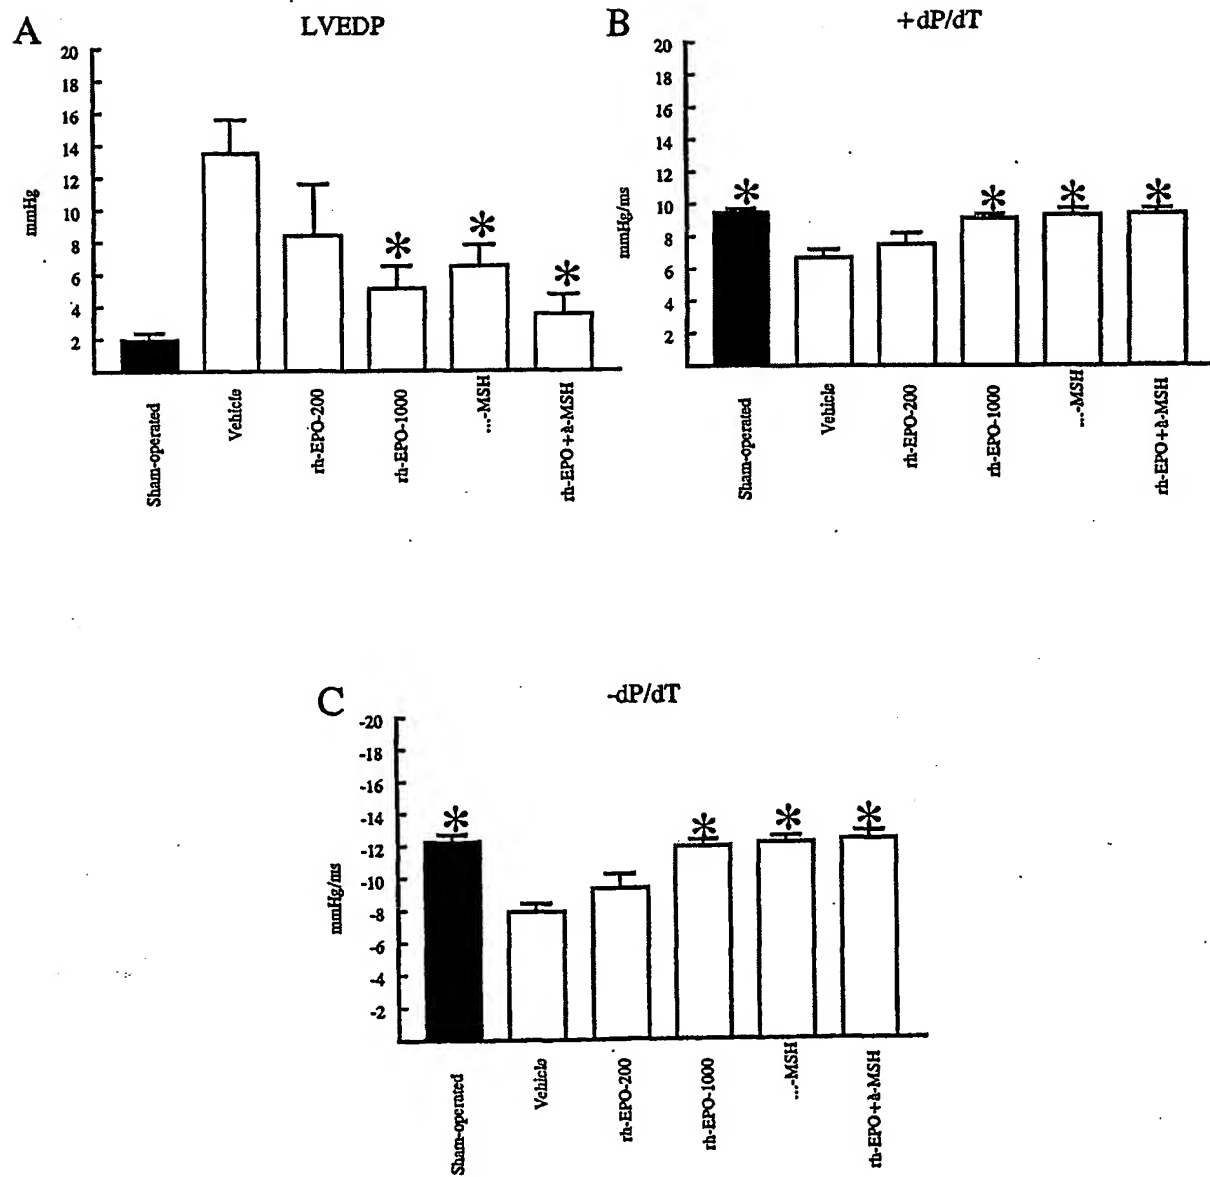 A
LVEDP
20
18
16
14
12
10
8
6
4
2
mmHg
*
*
*
Sham-operated
Vehicle
rh-EPO-200
rh-EPO-1000
...-MSH
rh-EPO+à-MSH
B
+dP/dT
20
18
16
14
12
10
8
6
4
2
mmHg/ms
*
*
*
*
Sham-operated
Vehicle
rh-EPO-200
rh-EPO-1000
...-MSH
rh-EPO+à-MSH
C
-dP/dT
-20
-18
-16
-14
-12
-10
-8
-6
-4
-2
mmHg/ms
*
*
*
*
Sham-operated
Vehicle
rh-EPO-200
rh-EPO-1000
...-MSH
rh-EPO+à-MSH